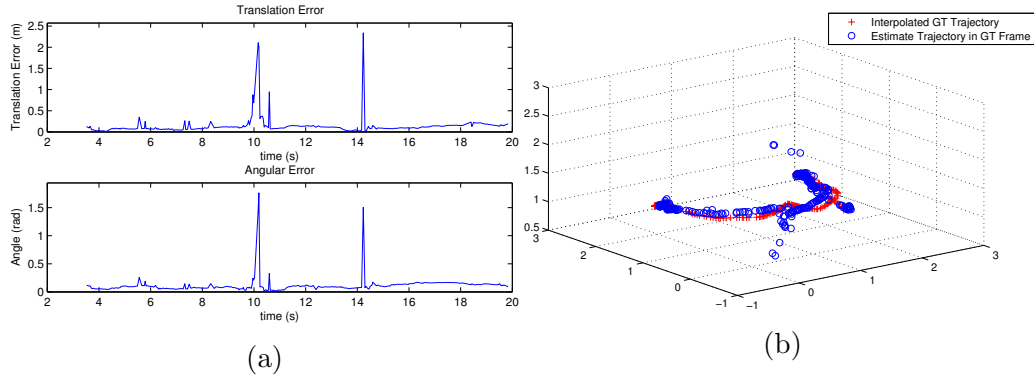 Translation Error
Translation Error (m)
2.5
2
1.5
1
0.5
0
2 4 6 8 10 12 14 16 18 20
time (s)
Angular Error
Angle (rad)
1.5
1
0.5
0
2 4 6 8 10 12 14 16 18 20
time (s)
(a)
Interpolated GT Trajectory
Estimate Trajectory in GT Frame
3
2.5
2
1.5
1
0.5
3
2
1
0
−1
−1
0
1
2
3
(b)